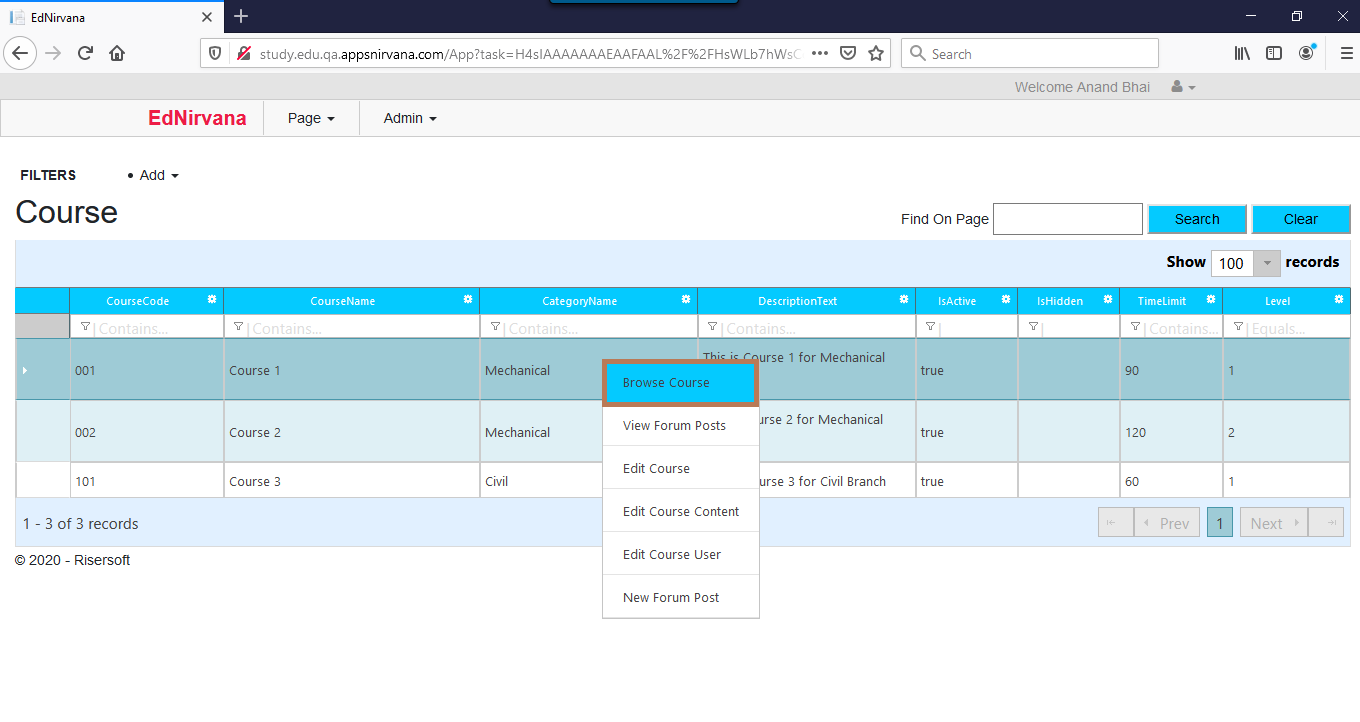 EdNirvana
study.edu.qa.appsnirvana.com/App?task=H4sIAAAAAAAEAAFAAL%2F%2FHsWLb7hWsC
Search
Welcome Anand Bhai
EdNirvana Page Admin
FILTERS • Add
Course
Find On Page Search Clear
Show 100 records
CourseCode CourseName CategoryName DescriptionText IsActive IsHidden TimeLimit Level
Contains... Contains... Contains... Contains... Contains... Equals...
001 Course 1 Mechanical This is Course 1 for Mechanical true 90 1
002 Course 2 Mechanical urse 2 for Mechanical true 120 2
101 Course 3 Civil urse 3 for Civil Branch true 60 1
Browse Course
View Forum Posts
Edit Course
Edit Course Content
Edit Course User
New Forum Post
1 - 3 of 3 records Prev 1 Next
© 2020 - Risersoft